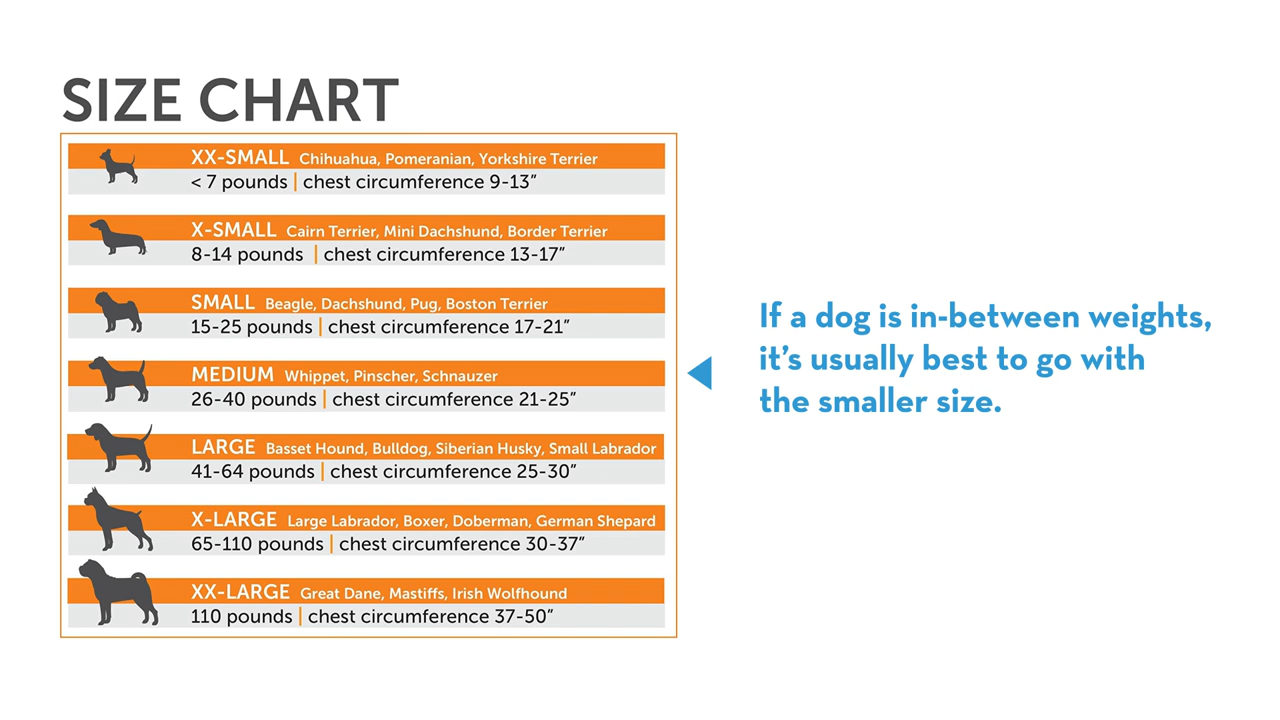 SIZE CHART
XX-SMALL Chihuahua, Pomeranian, Yorkshire Terrier
< 7 pounds | chest circumference 9-13”
X-SMALL Cairn Terrier, Mini Dachshund, Border Terrier
8-14 pounds | chest circumference 13-17”
SMALL Beagle, Dachshund, Pug, Boston Terrier
15-25 pounds | chest circumference 17-21”
MEDIUM Whippet, Pinscher, Schnauzer
26-40 pounds | chest circumference 21-25”
LARGE Basset Hound, Bulldog, Siberian Husky, Small Labrador
41-64 pounds | chest circumference 25-30”
X-LARGE Large Labrador, Boxer, Doberman, German Shepard
65-110 pounds | chest circumference 30-37”
XX-LARGE Great Dane, Mastiffs, Irish Wolfhound
110 pounds | chest circumference 37-50”
If a dog is in-between weights,
it’s usually best to go with
the smaller size.